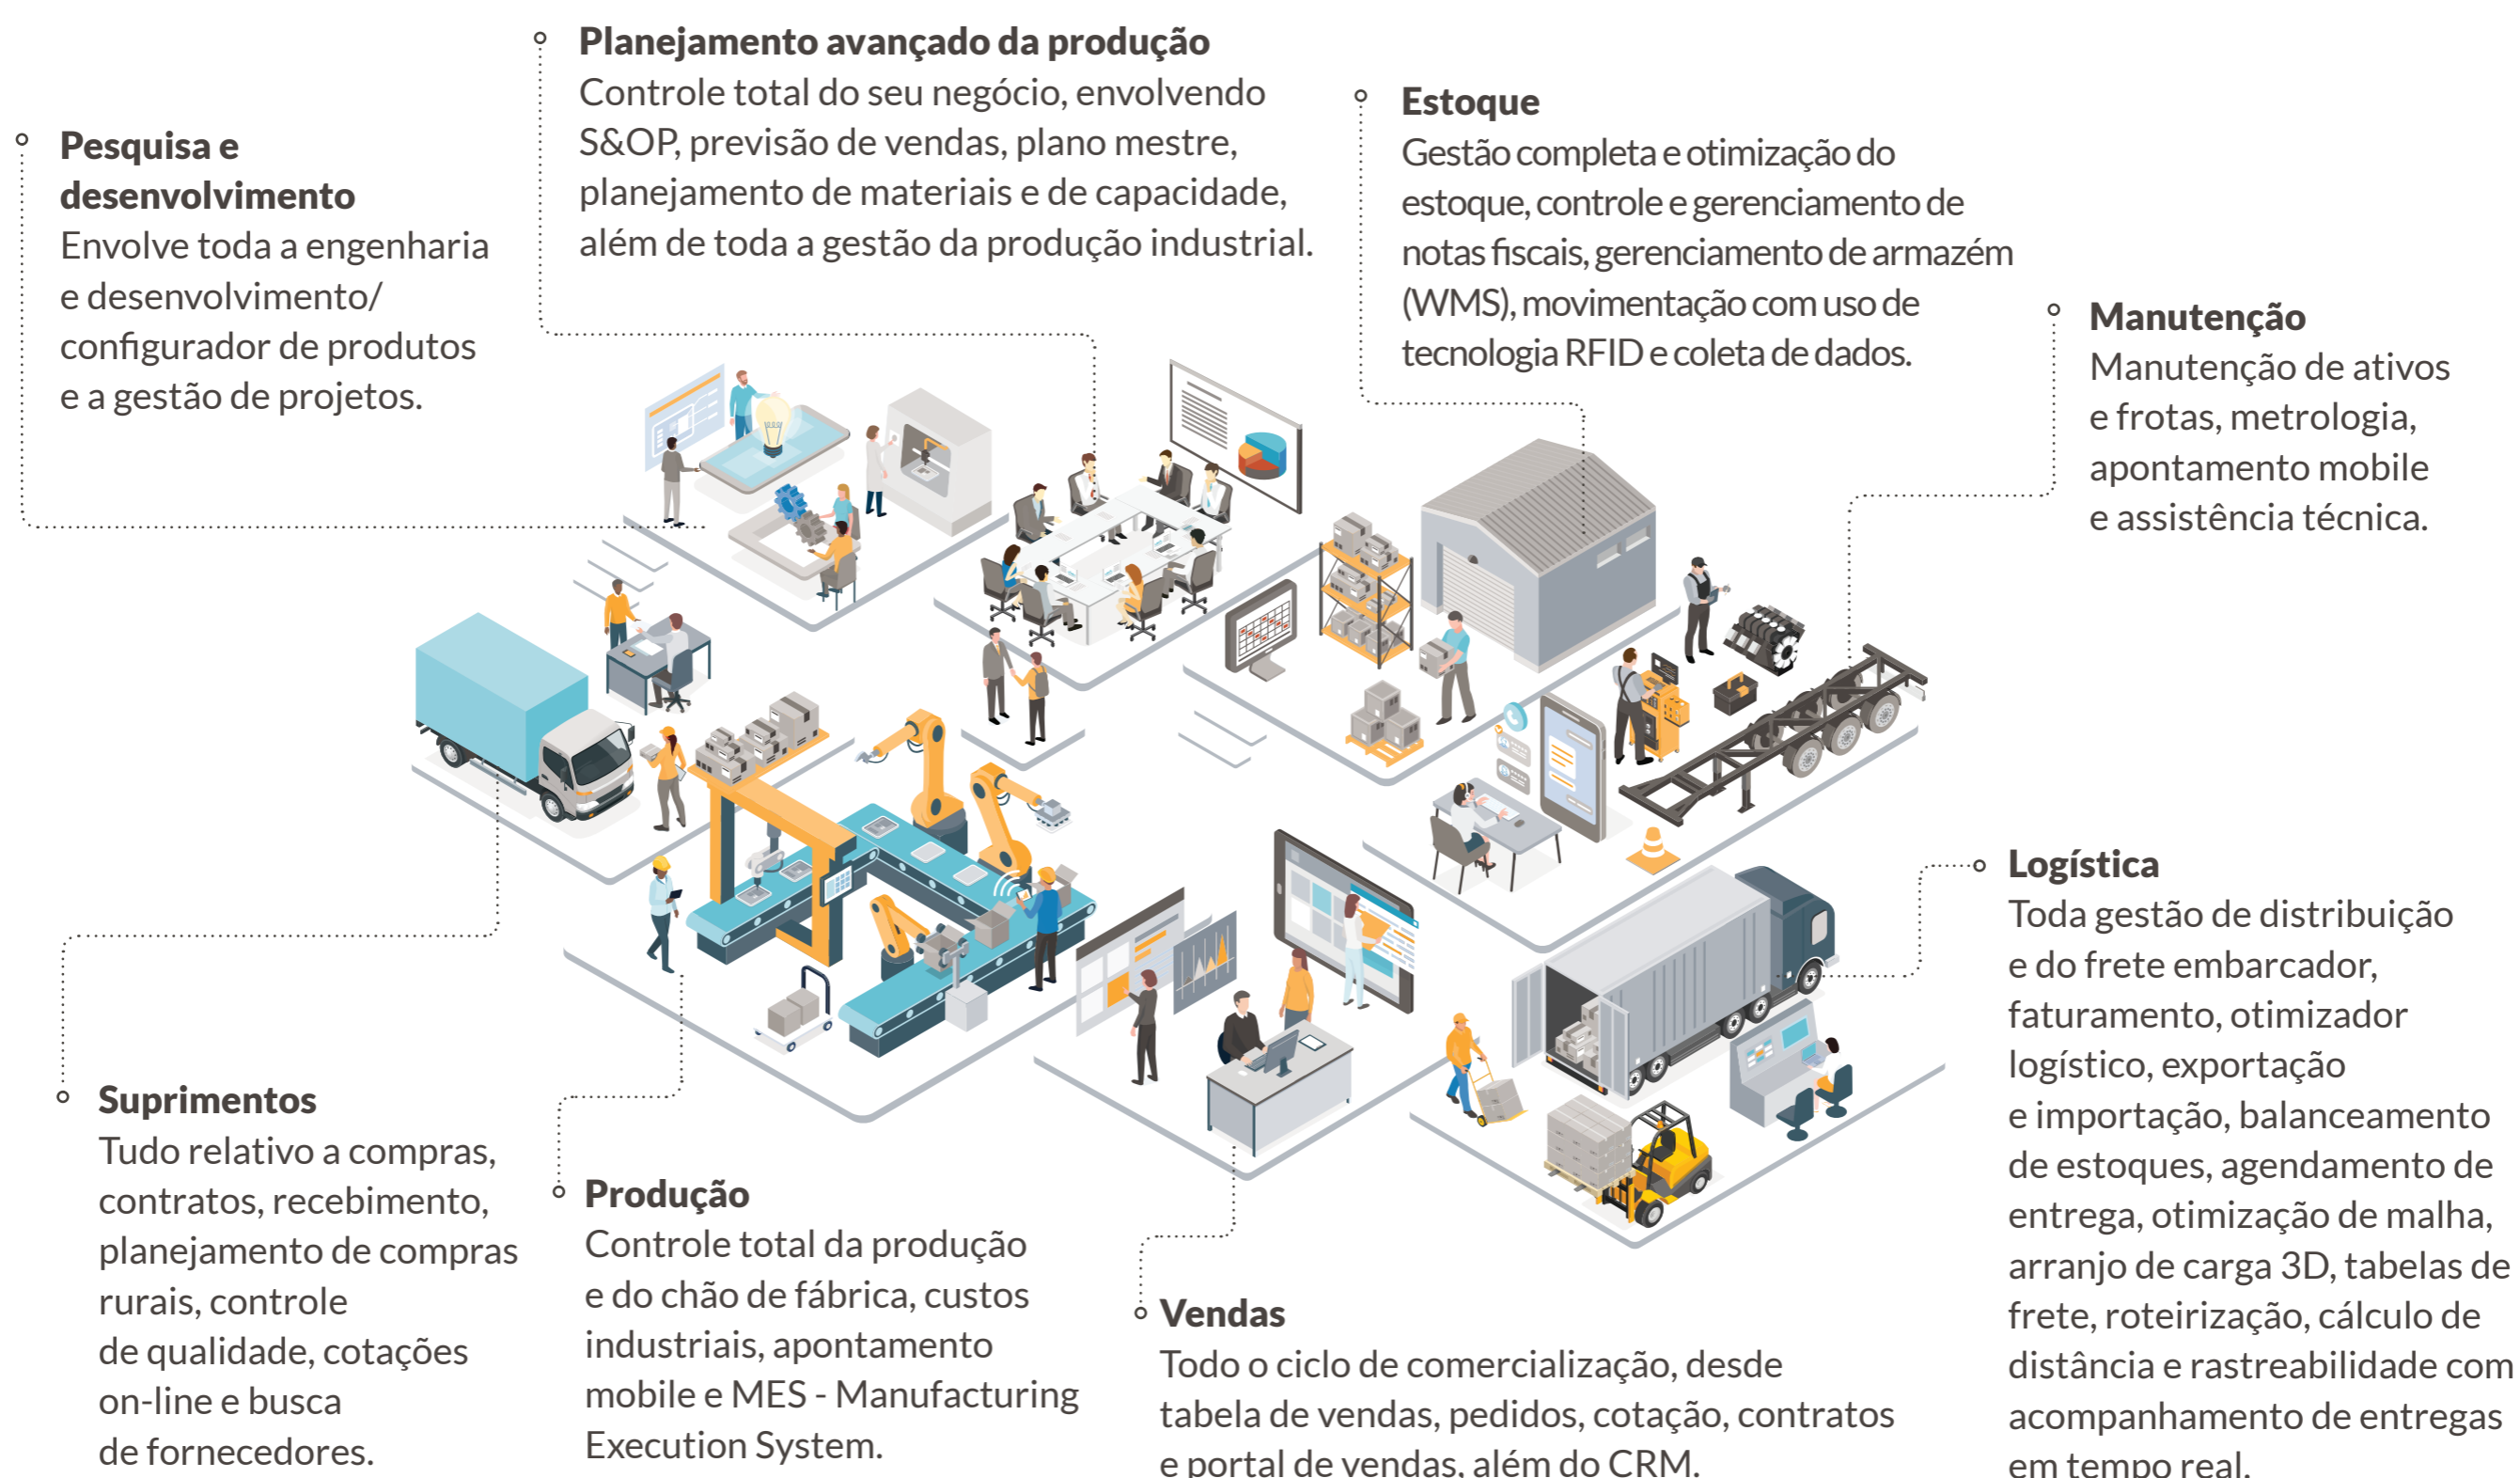 Pesquisa e
desenvolvimento
Envolve toda a engenharia
e desenvolvimento/
configurador de produtos
e a gestão de projetos.
Planejamento avançado da produção
Controle total do seu negócio, envolvendo
S&OP, previsão de vendas, plano mestre,
planejamento de materiais e de capacidade,
além de toda a gestão da produção industrial.
Estoque
Gestão completa e otimização do
estoque, controle e gerenciamento de
notas fiscais, gerenciamento de armazém
(WMS), movimentação com uso de
tecnologia RFID e coleta de dados.
Manutenção
Manutenção de ativos
e frotas, metrologia,
apontamento mobile
e assistência técnica.
Suprimentos
Tudo relativo a compras,
contratos, recebimento,
planejamento de compras
rurais, controle
de qualidade, cotações
on-line e busca
de fornecedores.
Produção
Controle total da produção
e do chão de fábrica, custos
industriais, apontamento
mobile e MES - Manufacturing
Execution System.
Vendas
Todo o ciclo de comercialização, desde
tabela de vendas, pedidos, cotação, contratos
e portal de vendas, além do CRM.
Logística
Toda gestão de distribuição
e do frete embarcador,
faturamento, otimizador
logístico, exportação
e importação, balanceamento
de estoques, agendamento de
entrega, otimização de malha,
arranjo de carga 3D, tabelas de
frete, roteirização, cálculo de
distância e rastreabilidade com
acompanhamento de entregas
em tempo real.